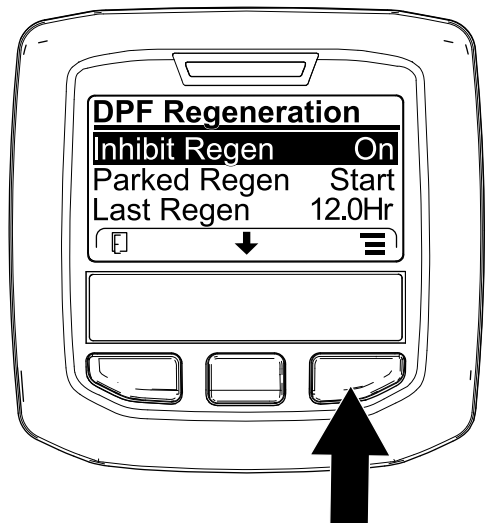 DPF Regeneration
Inhibit Regen On
Parked Regen Start
Last Regen 12.0Hr